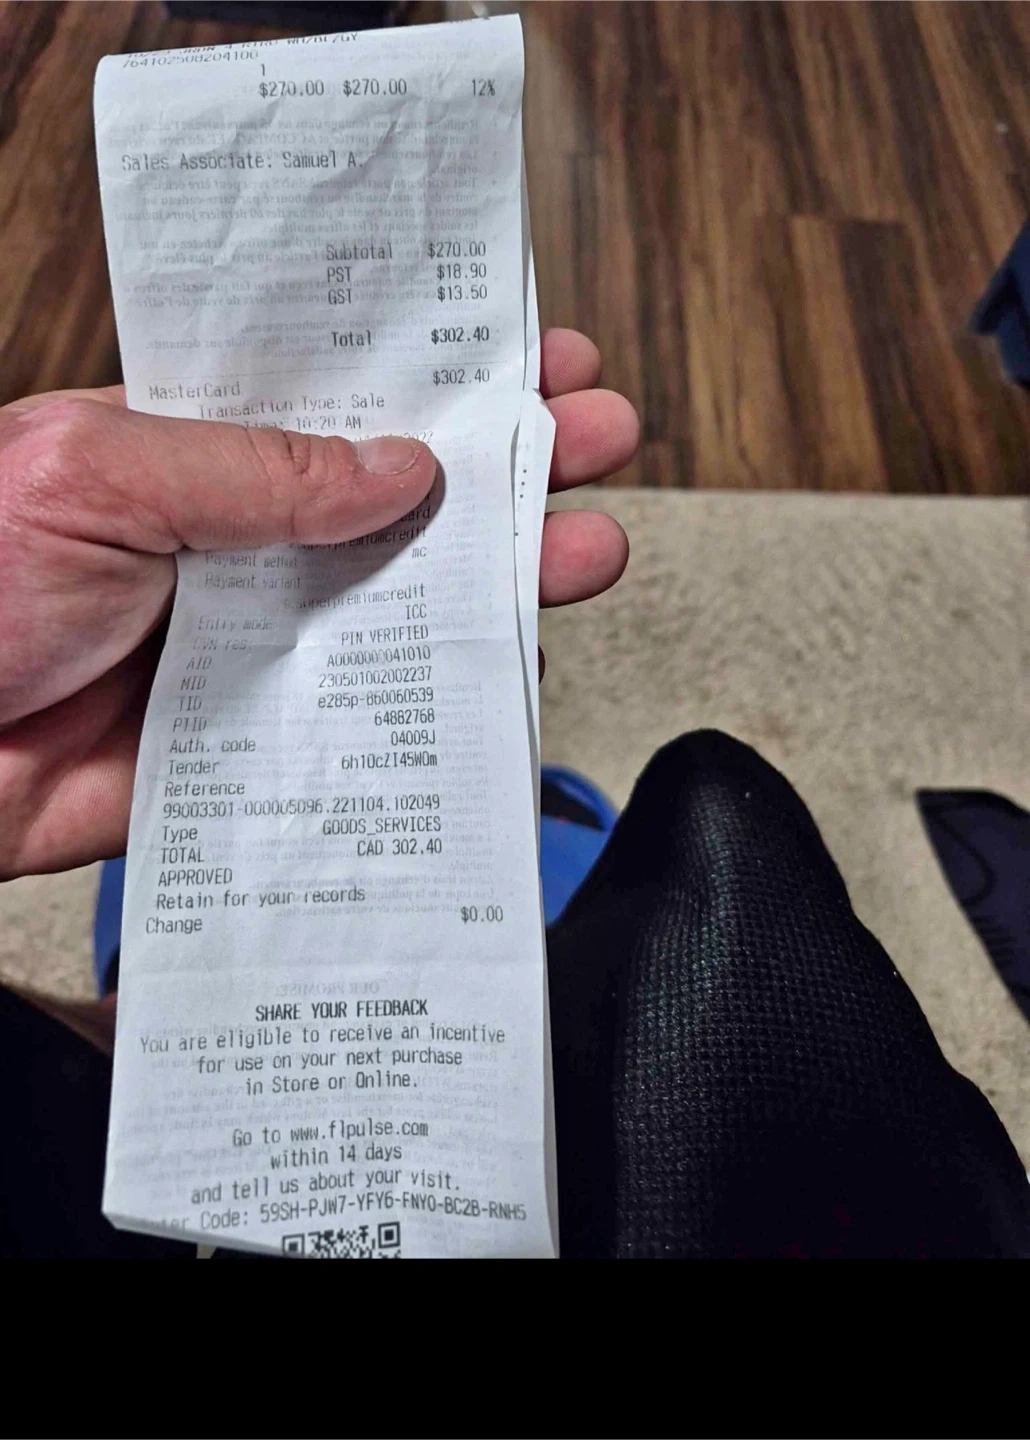 764102508204100
1
$270.00 $270.00 12%
Sales Associate: Samuel A.
Subtotal $270.00
PST $18.90
GST $13.50
Total $302.40
MasterCard $302.40
Transaction Type: Sale
10:20 AM
Payment method
mc
Payment variant
Entry mode ICC
CVM res. PIN VERIFIED
AID A0000000041010
MID 230501002002237
TID e285p-860060539
PTID 64882768
Auth. code 04009J
Tender 6h10cZI45W0m
Reference
99003301-000005096.221104.102049
Type GOODS_SERVICES
TOTAL CAD 302.40
APPROVED
Retain for your records
Change $0.00
SHARE YOUR FEEDBACK
You are eligible to receive an incentive
for use on your next purchase
in Store or Online.
Go to www.flpulse.com
within 14 days
and tell us about your visit.
Code: 59SH-PJW7-YFY6-FNY0-BC2B-RNH5